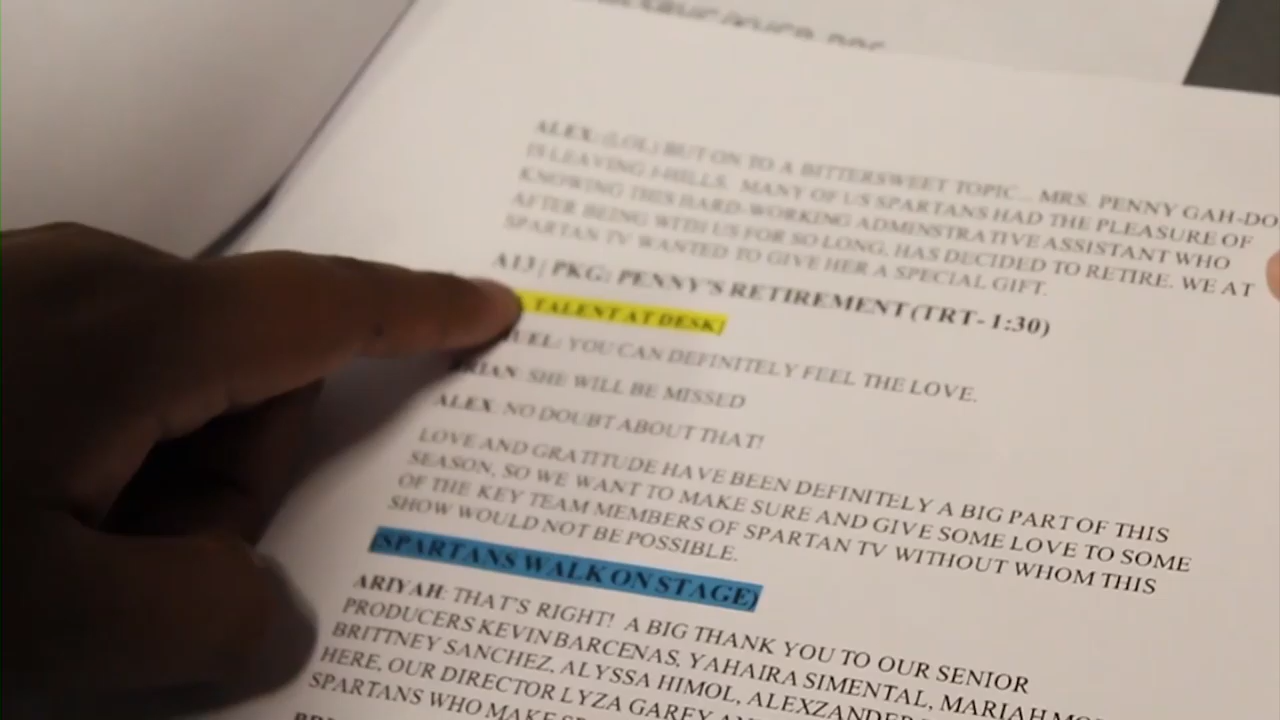 ALEX: (LOL) BUT ON TO A BITTERSWEET TOPIC... MRS. PENNY GAH-DO
IS LEAVING J-HILLS. MANY OF US SPARTANS HAD THE PLEASURE OF
KNOWING THIS HARD-WORKING ADMINSTRATIVE ASSISTANT WHO
AFTER BEING WITH US FOR SO LONG, HAS DECIDED TO RETIRE. WE AT
SPARTAN TV WANTED TO GIVE HER A SPECIAL GIFT.
A13 | PKG: PENNY'S RETIREMENT (TRT- 1:30)
TALENT AT DESK)
UEL: YOU CAN DEFINITELY FEEL THE LOVE.
RIAN: SHE WILL BE MISSED
ALEX: NO DOUBT ABOUT THAT!
LOVE AND GRATITUDE HAVE BEEN DEFINITELY A BIG PART OF THIS
SEASON, SO WE WANT TO MAKE SURE AND GIVE SOME LOVE TO SOME
OF THE KEY TEAM MEMBERS OF SPARTAN TV WITHOUT WHOM THIS
SHOW WOULD NOT BE POSSIBLE.
(SPARTANS WALK ON STAGE)
ARIYAH: THAT'S RIGHT! A BIG THANK YOU TO OUR SENIOR
PRODUCERS KEVIN BARCENAS, YAHAIRA SIMENTAL, MARIAH MO
BRITTNEY SANCHEZ, ALYSSA HIMOL, ALEXZANDER
HERE, OUR DIRECTOR LYZA GAREY
SPARTANS WHO MAKE